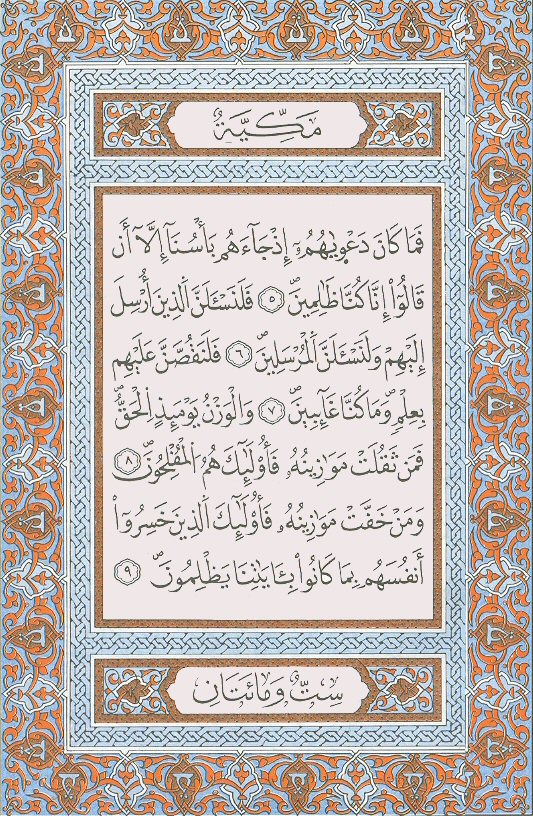 مَكِّيَّةٌ
فَمَا كَانَ دَعْوَىٰهُمُۥٓ إِذْ جَآءَهُم بَأْسُنَآ إِلَّآ أَن
قَالُوٓا۟ إِنَّا كُنَّا ظَٰلِمِينَۖ ٥ فَلَنَسْـَٔلَنَّ ٱلَّذِينَ أُرْسِلَ
إِلَيْهِمْ وَلَنَسْـَٔلَنَّ ٱلْمُرْسَلِينَۖ ٦ فَلَنَقُصَّنَّ عَلَيْهِم
بِعِلْمٍ وَمَا كُنَّا غَآئِبِينَۖ ٧ وَالْوَزْنُ يَوْمَئِذٍ ٱلْحَقُّۖ
فَمَن ثَقُلَتْ مَوَٰزِينُهُۥ فَأُو۟لَٰٓئِكَ هُمُ ٱلْمُفْلِحُونَۖ ٨
وَمَنْ خَفَّتْ مَوَٰزِينُهُۥ فَأُو۟لَٰٓئِكَ ٱلَّذِينَ خَسِرُوٓا۟
أَنفُسَهُم بِمَا كَانُوا۟ بِـَٔايَٰتِنَا يَظْلِمُونَۖ ٩
سِتٌّ وَمِائَتَانِ